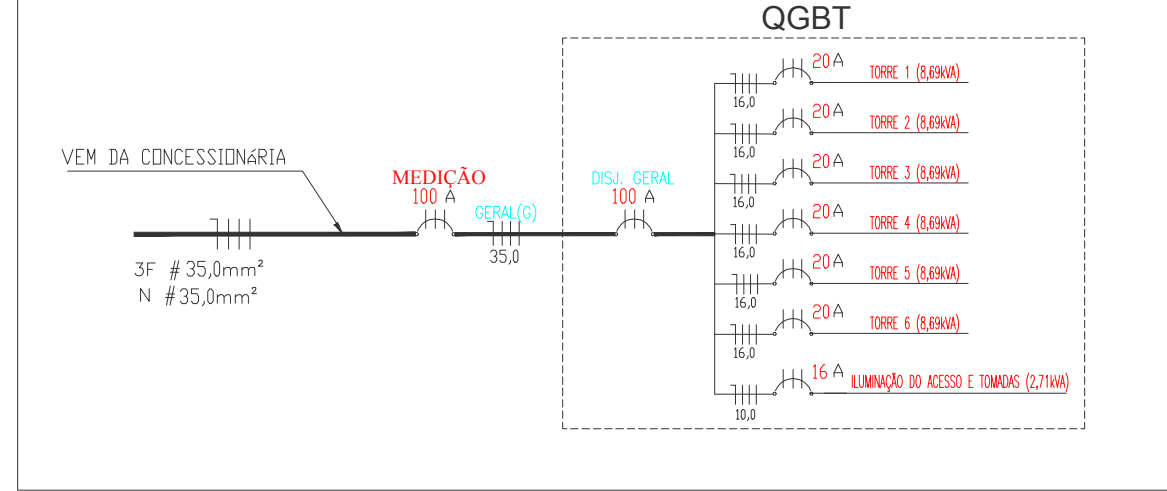 QGBT
VEM DA CONCESSIONáRIA
3F #35,0mm²
N #35,0mm²
MEDIÇÃO
100 A
GERAL(G)
35,0
DISJ. GERAL
100 A
20 A
TORRE 1 (8,69kVA)
16,0
20 A
TORRE 2 (8,69kVA)
16,0
20 A
TORRE 3 (8,69kVA)
16,0
20 A
TORRE 4 (8,69kVA)
16,0
20 A
TORRE 5 (8,69kVA)
16,0
20 A
TORRE 6 (8,69kVA)
16,0
16 A
ILUMINAÇÃO DO ACESSO E TOMADAS (2,71kVA)
10,0